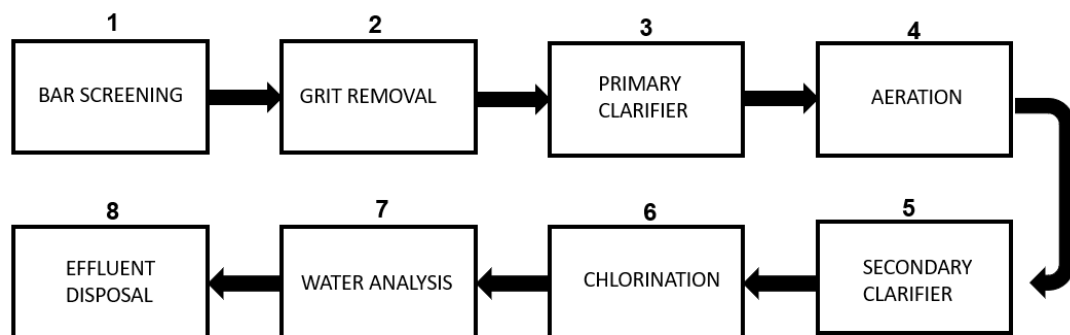 1
2
3
4
BAR SCREENING
GRIT REMOVAL
PRIMARY
CLARIFIER
AERATION
5
SECONDARY
CLARIFIER
6
CHLORINATION
7
WATER ANALYSIS
8
EFFLUENT
DISPOSAL